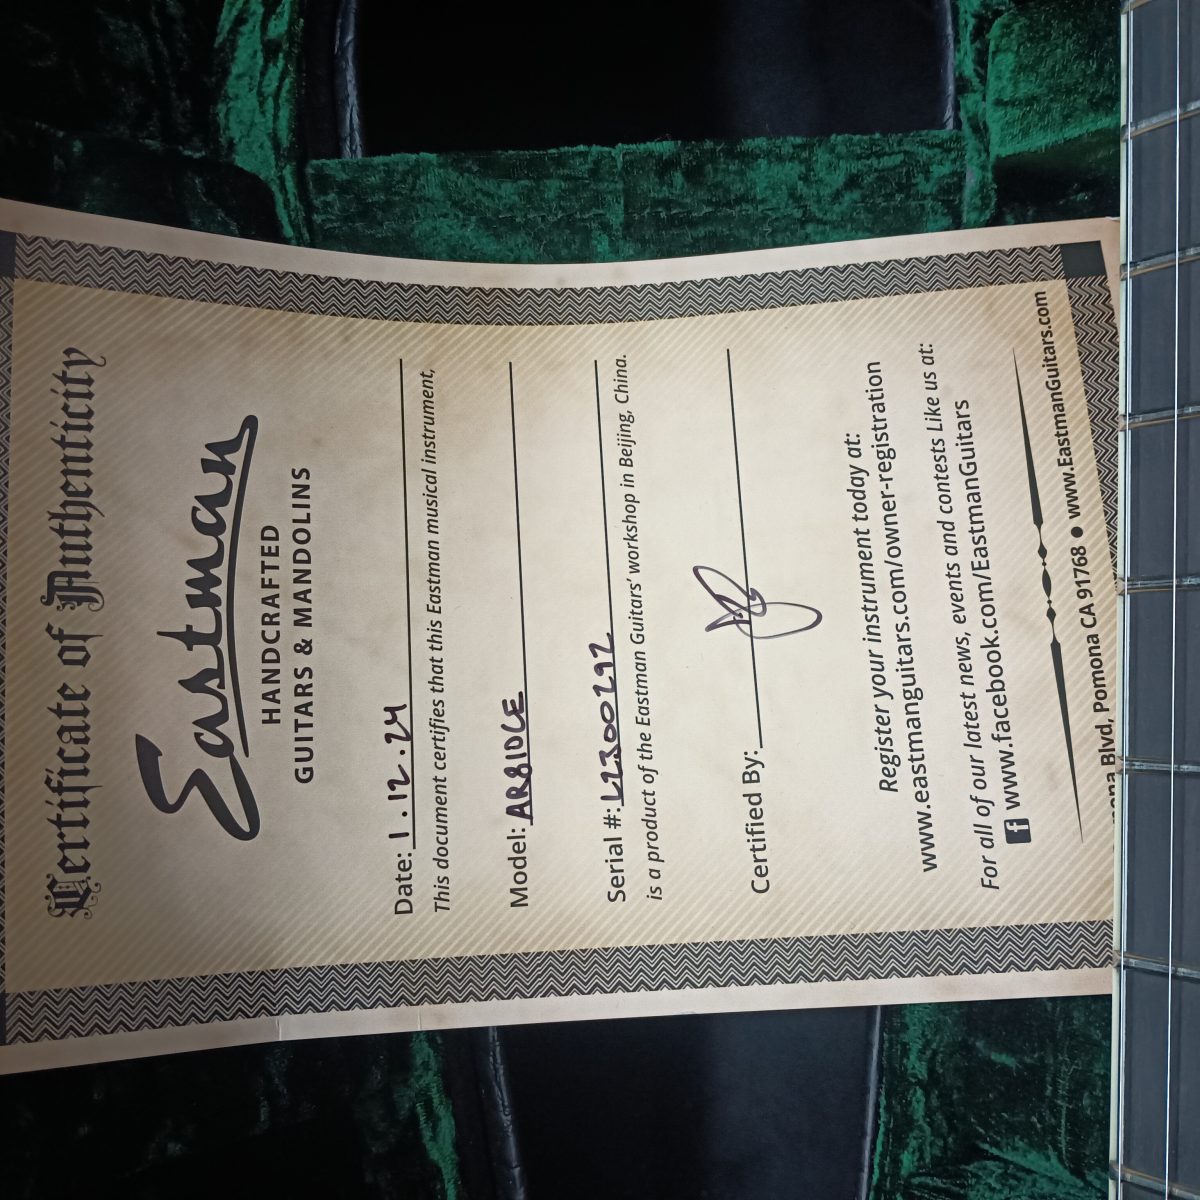 Certificate of Authenticity
Eastman
HANDCRAFTED
GUITARS & MANDOLINS
Date: 1.12.24
This document certifies that this Eastman musical instrument,
Model: AR810CE
Serial #: L2300292
is a product of the Eastman Guitars' workshop in Beijing, China.
Certified By:
Register your instrument today at:
www.eastmanguitars.com/owner-registration
For all of our latest news, events and contests Like us at:
f www.facebook.com/EastmanGuitars
Blvd, Pomona CA 91768 • www.EastmanGuitars.com